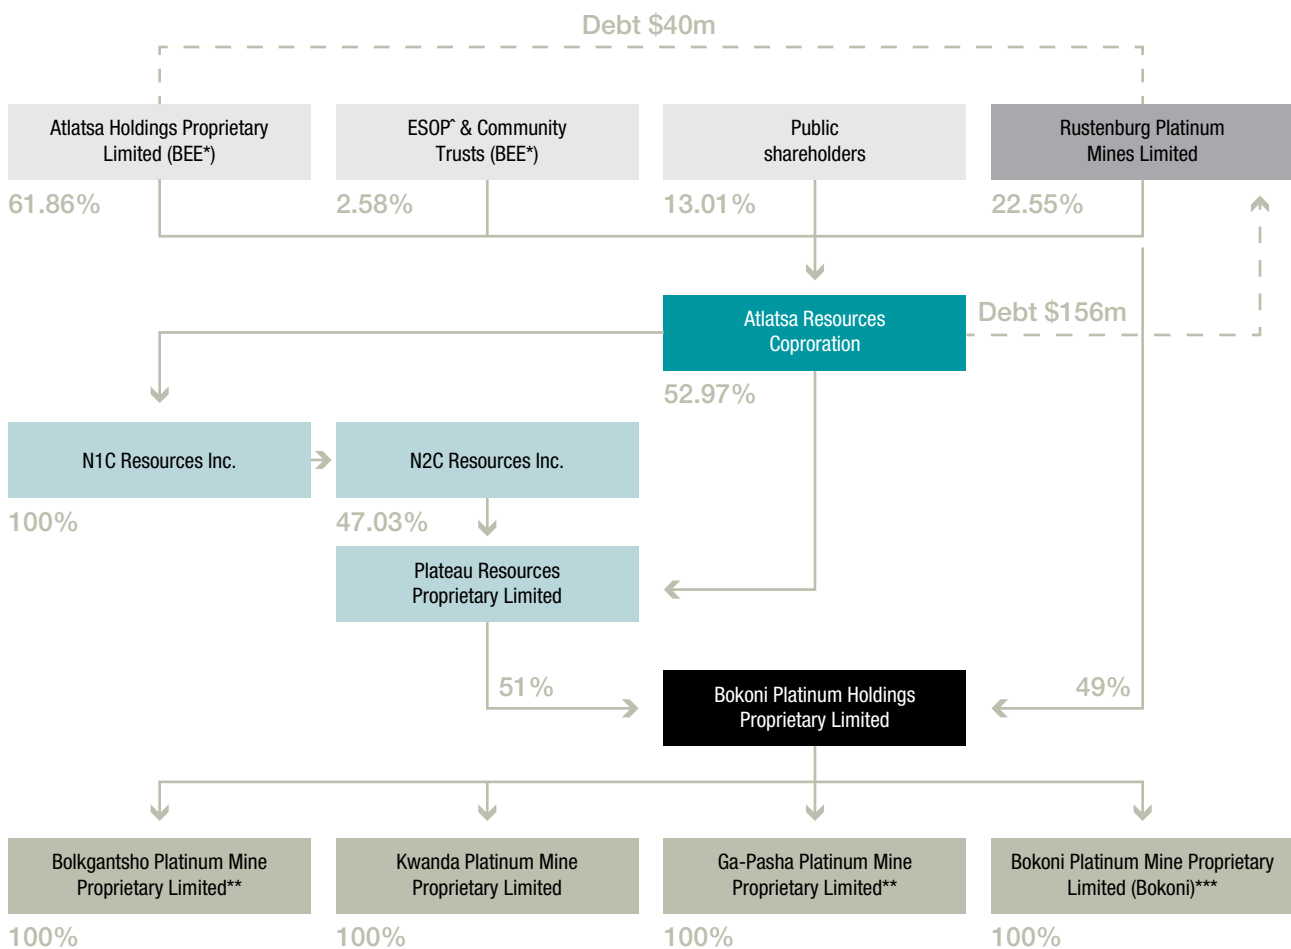 Debt $40m
Atlatsa Holdings Proprietary
Limited (BEE*)
ESOP^ & Community
Trusts (BEE*)
Public
shareholders
Rustenburg Platinum
Mines Limited
61.86%
2.58%
13.01%
22.55%
Atlatsa Resources
Coproration
Debt $156m
52.97%
N1C Resources Inc.
N2C Resources Inc.
100%
47.03%
Plateau Resources
Proprietary Limited
51%
Bokoni Platinum Holdings
Proprietary Limited
49%
Bolkgantsho Platinum Mine
Proprietary Limited**
Kwanda Platinum Mine
Proprietary Limited
Ga-Pasha Platinum Mine
Proprietary Limited**
Bokoni Platinum Mine Proprietary
Limited (Bokoni)***
100%
100%
100%
100%